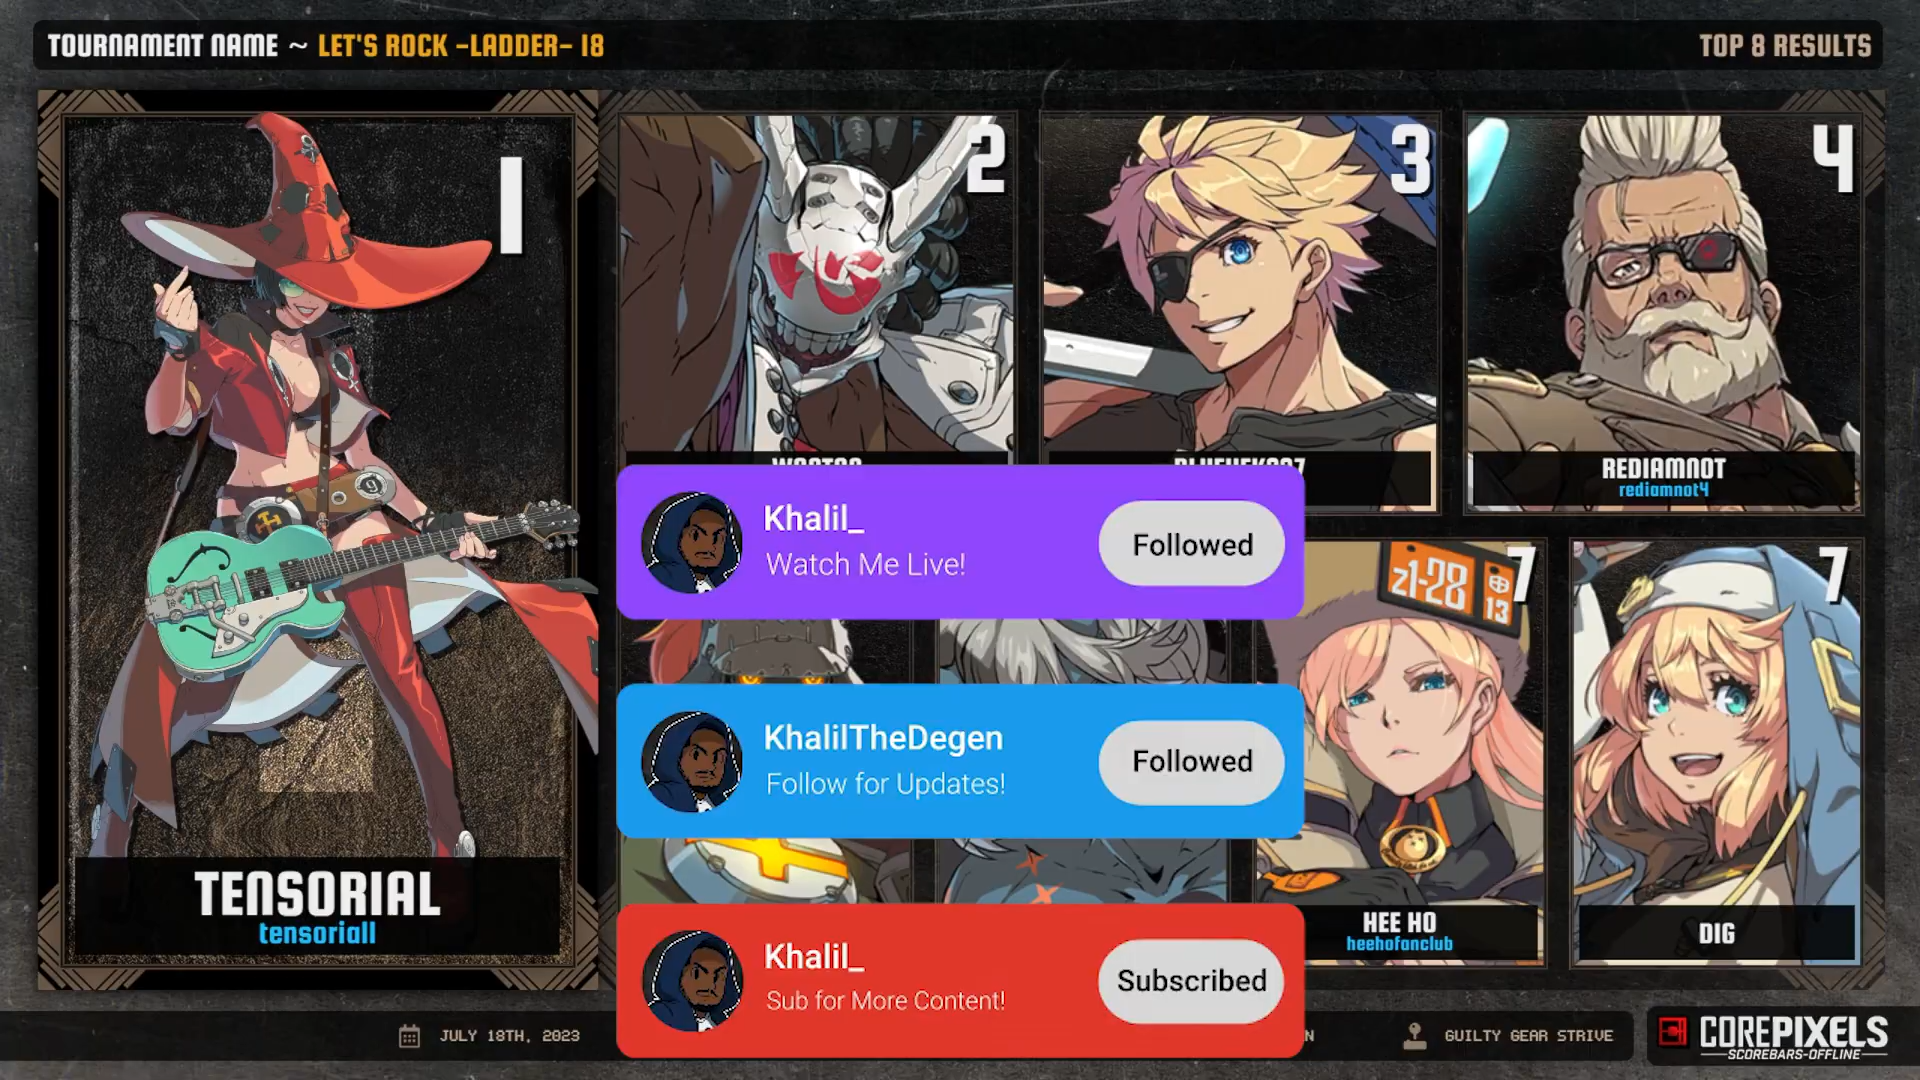 TOURNAMENT NAME ~ LET'S ROCK -LADDER- 18
TOP 8 RESULTS
1
2
3
4
REDIAMNOT
rediamnot4
Khalil_
Watch Me Live!
Followed
Z1-28
13
7
7
KhalilTheDegen
Follow for Updates!
Followed
TENSORIAL
tensoriall
HEE HO
heehofanclub
DIG
Khalil_
Sub for More Content!
Subscribed
JULY 18TH, 2023
GUILTY GEAR STRIVE
COREPIXELS
SCOREBARS-OFFLINE